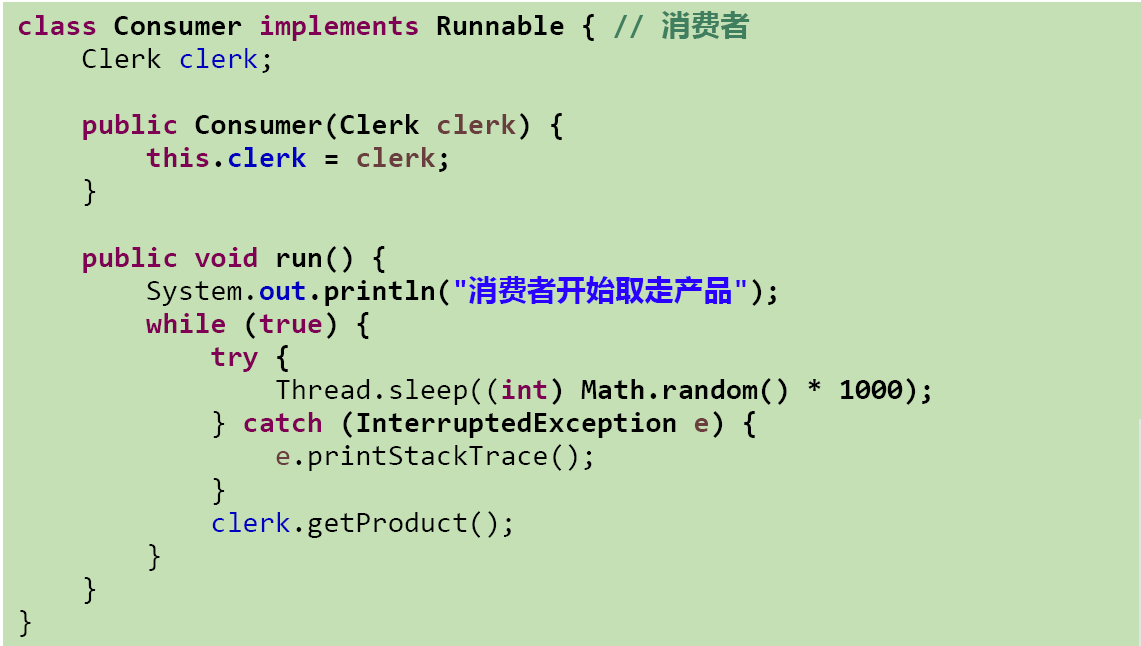 class Consumer implements Runnable { // 消费者
    Clerk clerk;

    public Consumer(Clerk clerk) {
        this.clerk = clerk;
    }

    public void run() {
        System.out.println("消费者开始取走产品");
        while (true) {
            try {
                Thread.sleep((int) Math.random() * 1000);
            } catch (InterruptedException e) {
                e.printStackTrace();
            }
            clerk.getProduct();
        }
    }
}